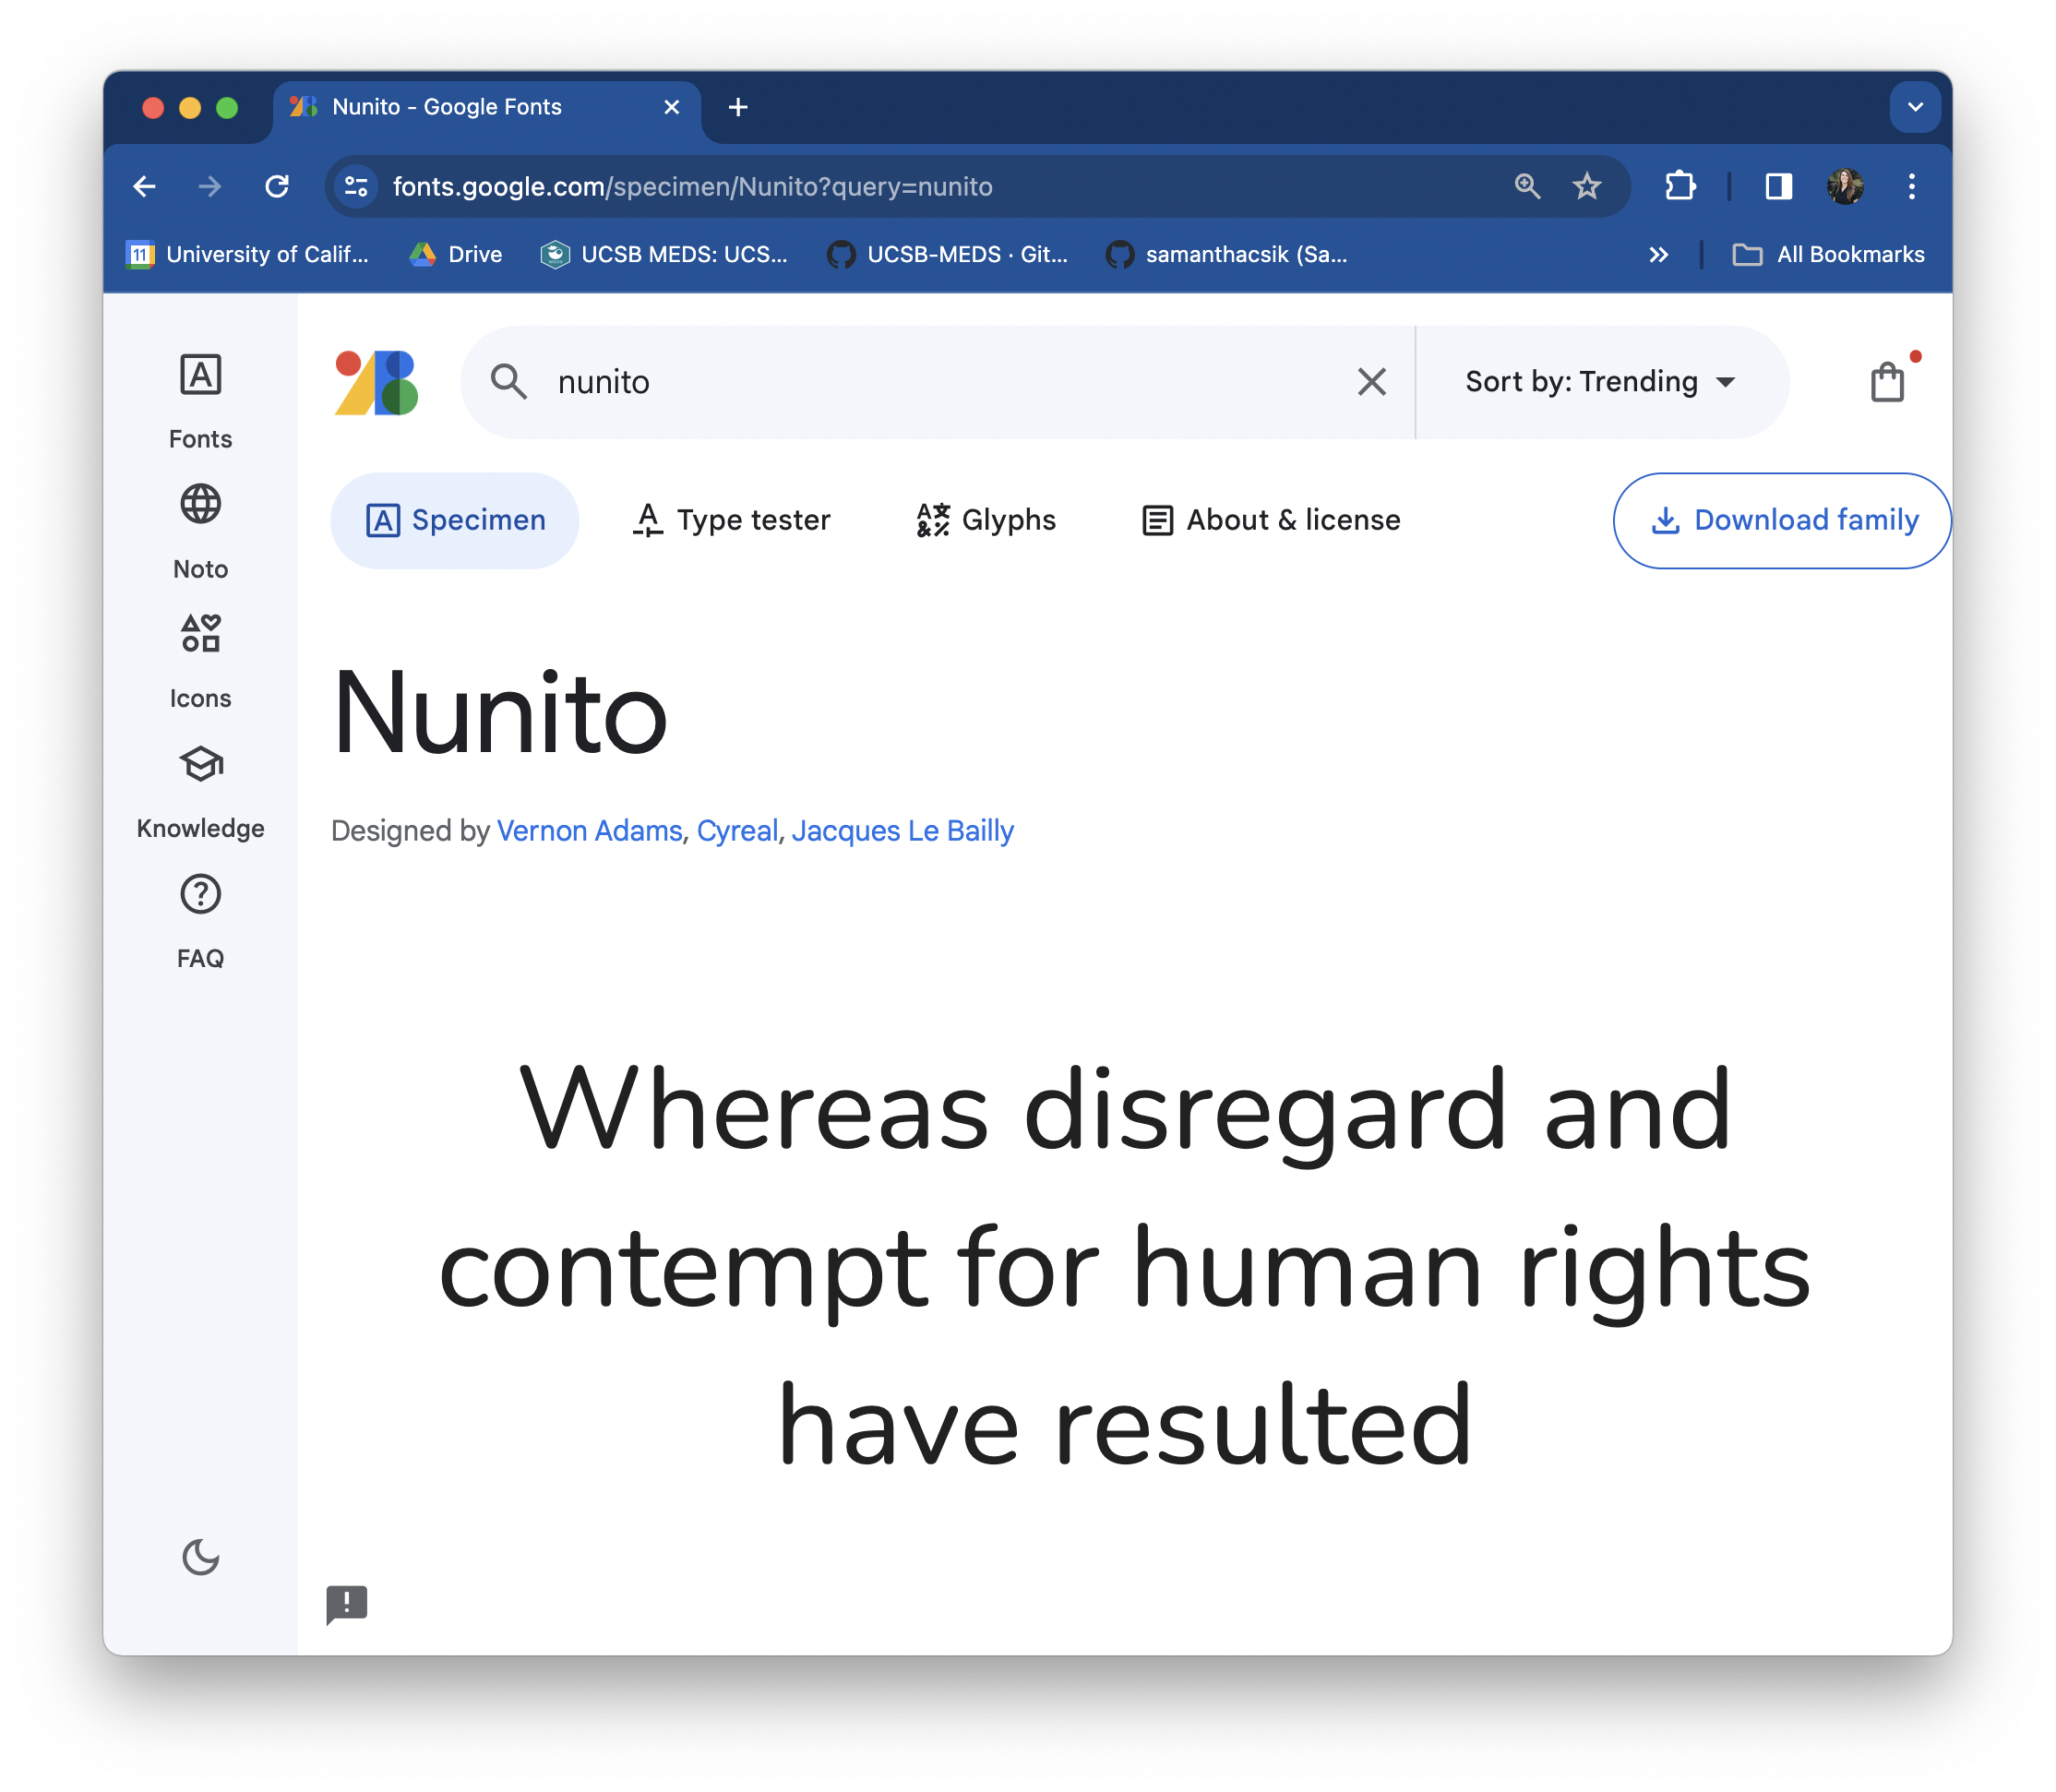 Nunito - Google Fonts
fonts.google.com/specimen/Nunito?query=nunito
11 University of Calif... Drive UCSB MEDS: UCS... UCSB-MEDS · Git... samanthacsik (Sa... » All Bookmarks
nunito Sort by: Trending
Fonts
Noto
Icons
Knowledge
FAQ
Specimen Type tester Glyphs About & license Download family
Nunito
Designed by Vernon Adams, Cyreal, Jacques Le Bailly
Whereas disregard and
contempt for human rights
have resulted